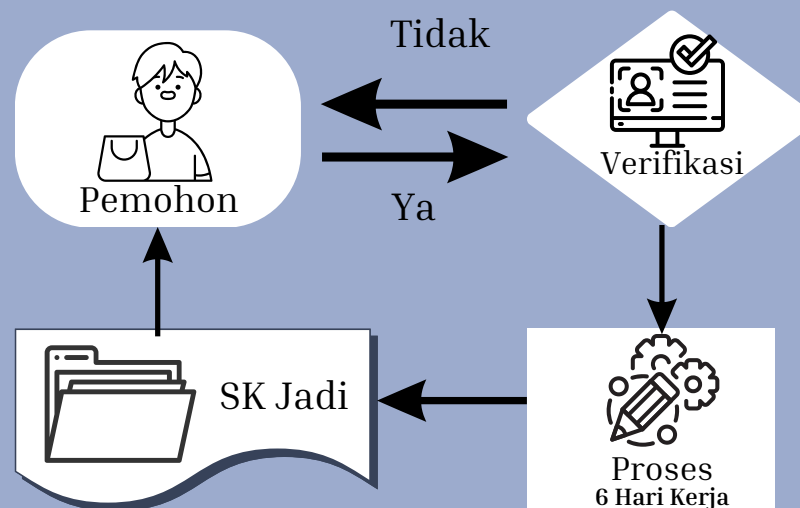 Tidak
Pemohon
Verifikasi
Ya
SK Jadi
Proses
6 Hari Kerja